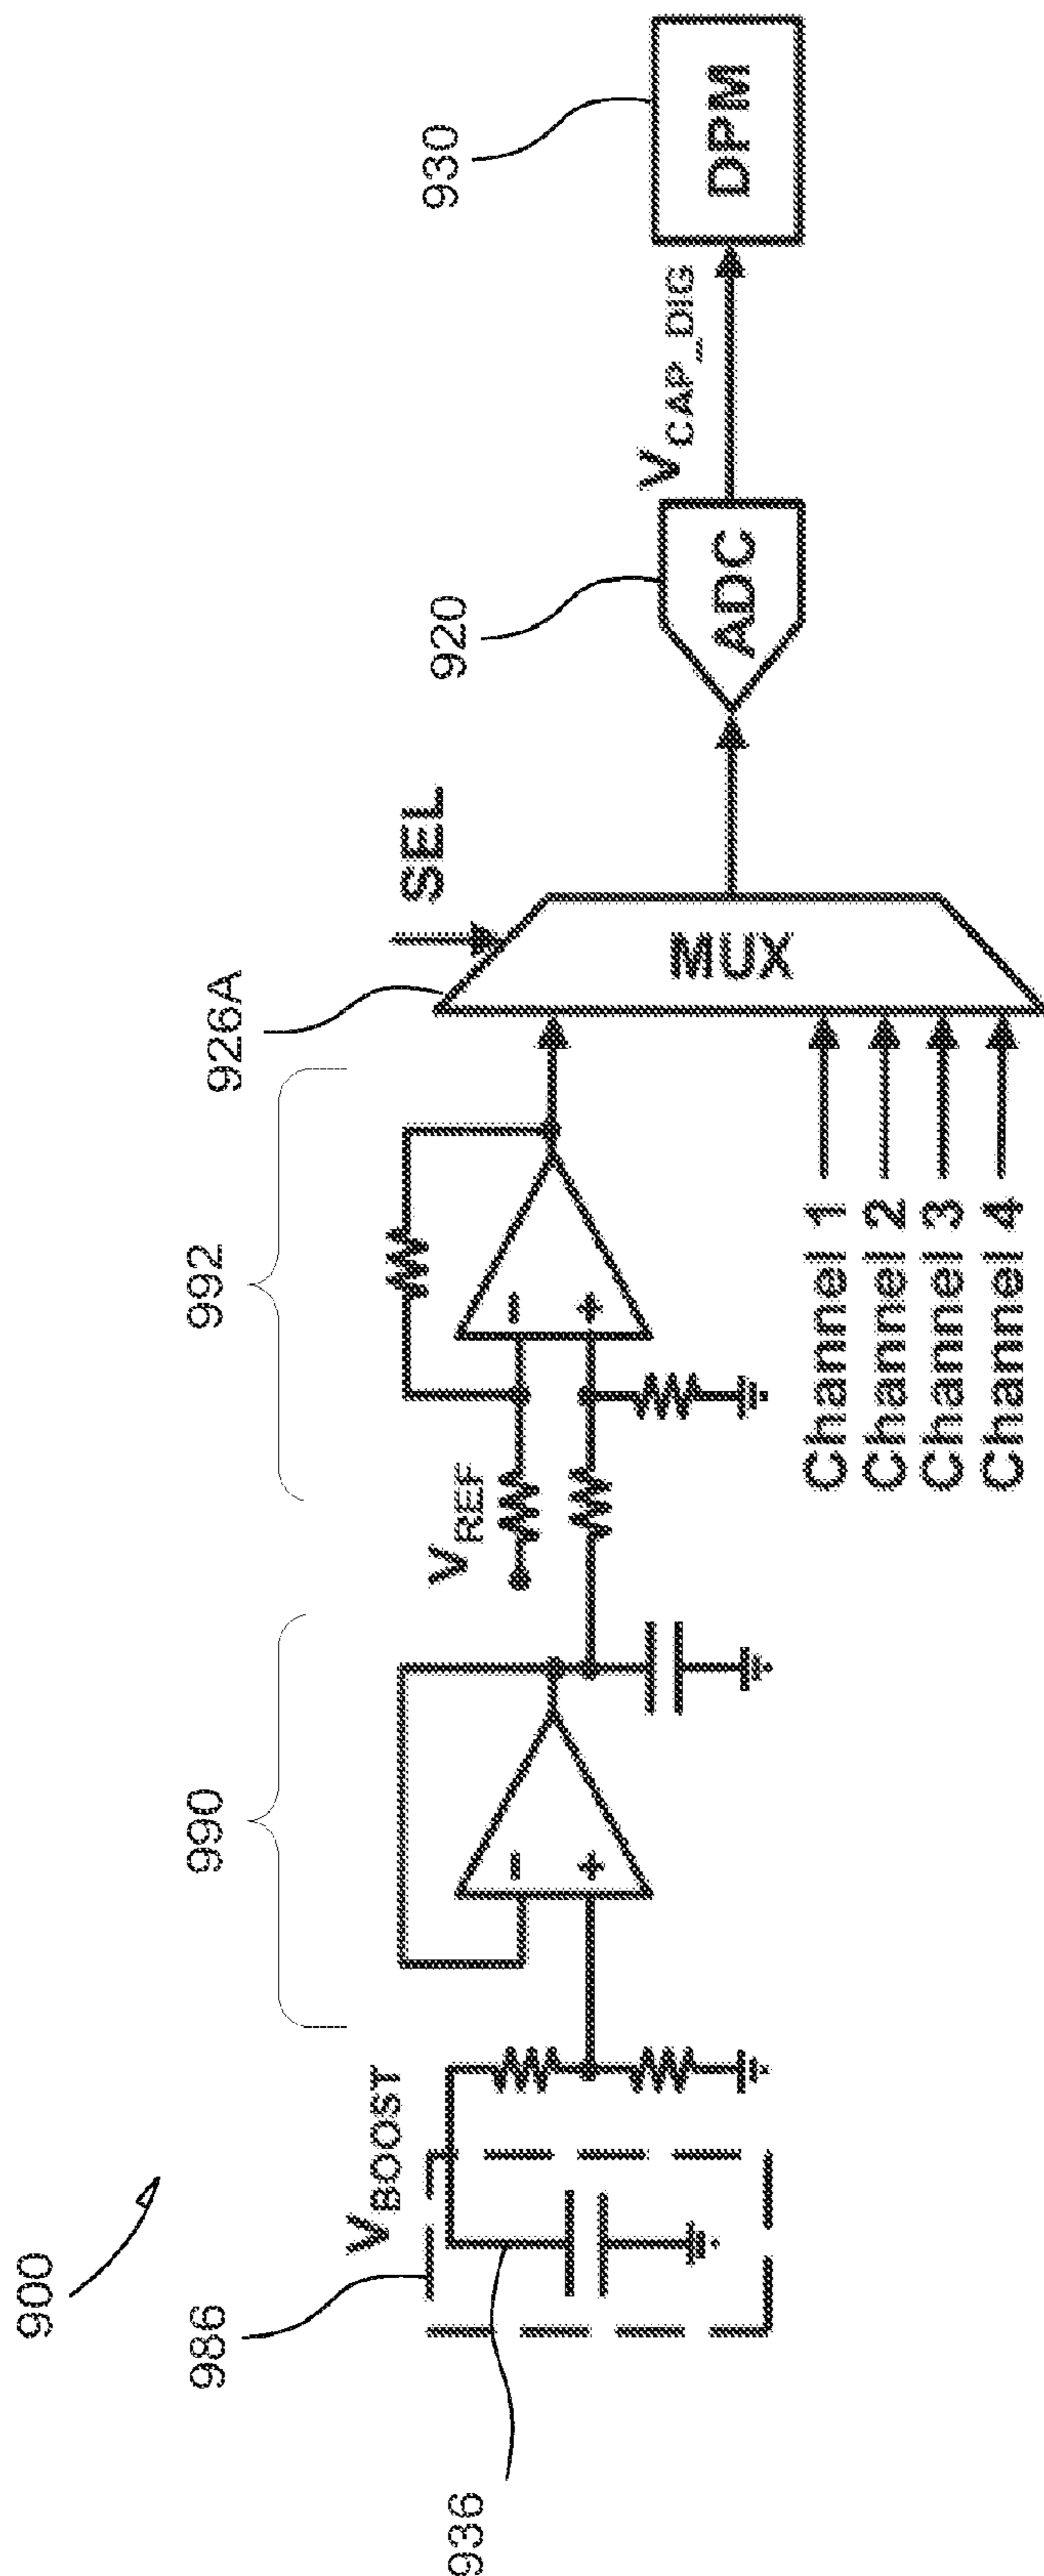 900
986
936
V_BOOST
990
V_REF
992
-
+
-
+
926A
SEL
MUX
Channel 1
Channel 2
Channel 3
Channel 4
920
ADC
V_CAP_DIG
930
DPM